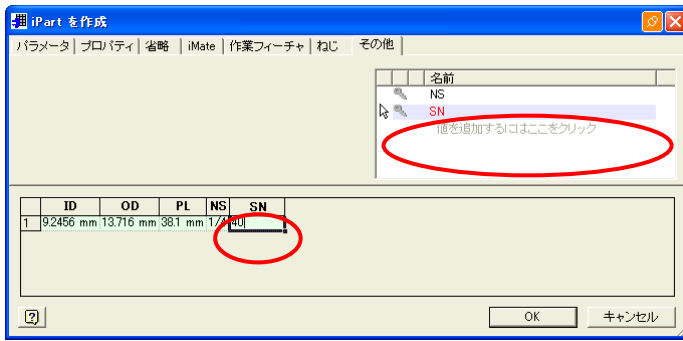 iPart を作成
パラメータ プロパティ 省略 iMate 作業フィーチャ ねじ その他
名前
NS
SN
値を追加するにはここをクリック
ID OD PL NS SN
1 9.2456 mm 13.716 mm 38.1 mm 1/4 40
OK キャンセル